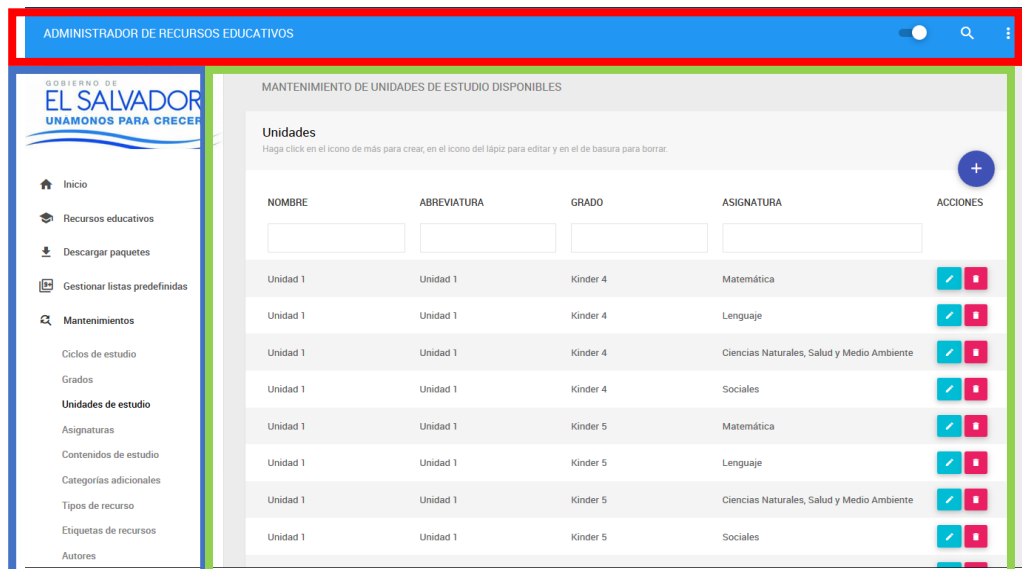 ADMINISTRADOR DE RECURSOS EDUCATIVOS
GOBIERNO DE
EL SALVADOR
UNÁMONOS PARA CRECER
Inicio
Recursos educativos
Descargar paquetes
9+ Gestionar listas predefinidas
Mantenimientos
Ciclos de estudio
Grados
Unidades de estudio
Asignaturas
Contenidos de estudio
Categorías adicionales
Tipos de recurso
Etiquetas de recursos
Autores
MANTENIMIENTO DE UNIDADES DE ESTUDIO DISPONIBLES
Unidades
Haga click en el icono de más para crear, en el icono del lápiz para editar y en el de basura para borrar.
NOMBRE ABREVIATURA GRADO ASIGNATURA ACCIONES
Unidad 1 Unidad 1 Kinder 4 Matemática
Unidad 1 Unidad 1 Kinder 4 Lenguaje
Unidad 1 Unidad 1 Kinder 4 Ciencias Naturales, Salud y Medio Ambiente
Unidad 1 Unidad 1 Kinder 4 Sociales
Unidad 1 Unidad 1 Kinder 5 Matemática
Unidad 1 Unidad 1 Kinder 5 Lenguaje
Unidad 1 Unidad 1 Kinder 5 Ciencias Naturales, Salud y Medio Ambiente
Unidad 1 Unidad 1 Kinder 5 Sociales